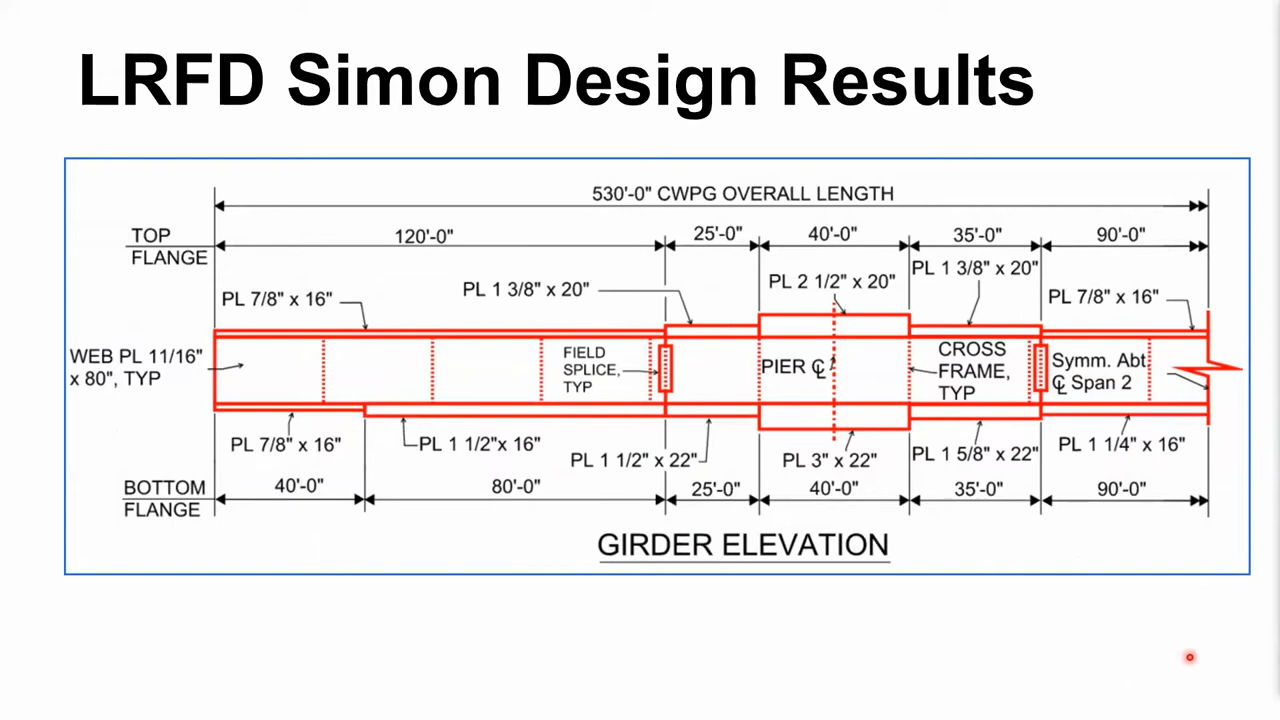 LRFD Simon Design Results
530'-0" CWPG OVERALL LENGTH
TOP
FLANGE
120'-0"
25'-0"
40'-0"
35'-0"
90'-0"
PL 7/8" x 16"
PL 1 3/8" x 20"
PL 2 1/2" x 20"
PL 1 3/8" x 20"
PL 7/8" x 16"
WEB PL 11/16"
x 80", TYP
FIELD
SPLICE,
TYP
PIER ℄
CROSS
FRAME,
TYP
Symm. Abt
℄ Span 2
PL 7/8" x 16"
PL 1 1/2"x 16"
PL 1 1/2" x 22"
PL 3" x 22"
PL 1 5/8" x 22"
PL 1 1/4" x 16"
BOTTOM
FLANGE
40'-0"
80'-0"
25'-0"
40'-0"
35'-0"
90'-0"
GIRDER ELEVATION